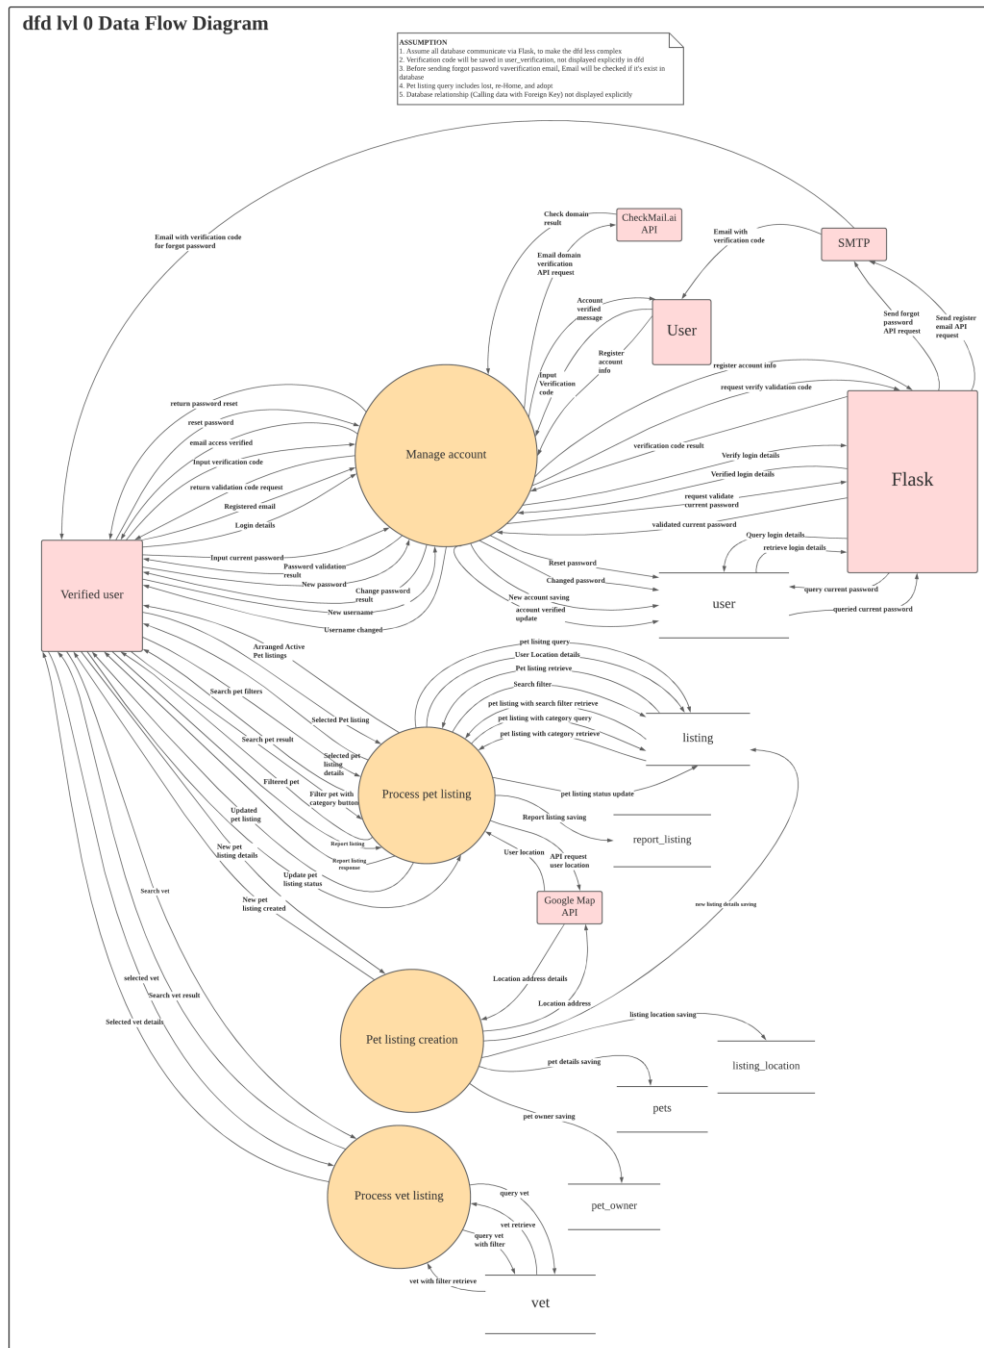 dfd lvl 0 Data Flow Diagram
ASSUMPTION
1. Assume all database communicate via Flask, to make the dfd less complex
2. Verification code will be saved in user_verification, not displayed explicitly in dfd
3. Before sending forgot password vaverification email, Email will be checked if it's exist in
database
4. Pet listing query includes lost, re-Home, and adopt
5. Database relationship (Calling data with Foreign Key) not displayed explicitly
Email with verification code
for forgot password
Check domain
result
CheckMail.ai
API
Email domain
verification
API request
Email with
verification code
SMTP
Account
verified
message
User
Send forgot
password
API request
Send register
email API
request
Register
account
info
Input
Verification
code
register account info
request verify validation code
return password reset
reset password
email access verified
Input verification code
return validation code request
Registered email
Login details
Manage account
verification code result
Verify login details
Verified login details
request validate
current password
validated current password
Flask
Query login details
retrieve login details
Input current password
Password validation
result
New password
Change password
result
New username
Username changed
Reset password
Changed password
New account saving
account verified
update
user
query current password
queried current password
Verified user
Arranged Active
Pet listings
pet lisitng query
User Location details
Pet listing retrieve
Search filter
pet listing with search filter retrieve
pet listing with category query
pet listing with category retrieve
listing
Search pet filters
Selected Pet listing
Search pet result
Selected pet
listing
details
Filtered pet
Filter pet with
category button
Process pet listing
pet listing status update
Report listing saving
report_listing
Updated
pet listing
Report listing
Report listing
response
New pet
listing details
Update pet
listing status
User location
API request
user location
Google Map
API
Search vet
New pet
listing created
new listing details saving
selected vet
Search vet result
Selected vet details
Location address details
Location address
Pet listing creation
listing location saving
listing_location
pet details saving
pets
pet owner saving
pet_owner
Process vet listing
query vet
vet retrieve
query vet
with filter
vet with filter retrieve
vet